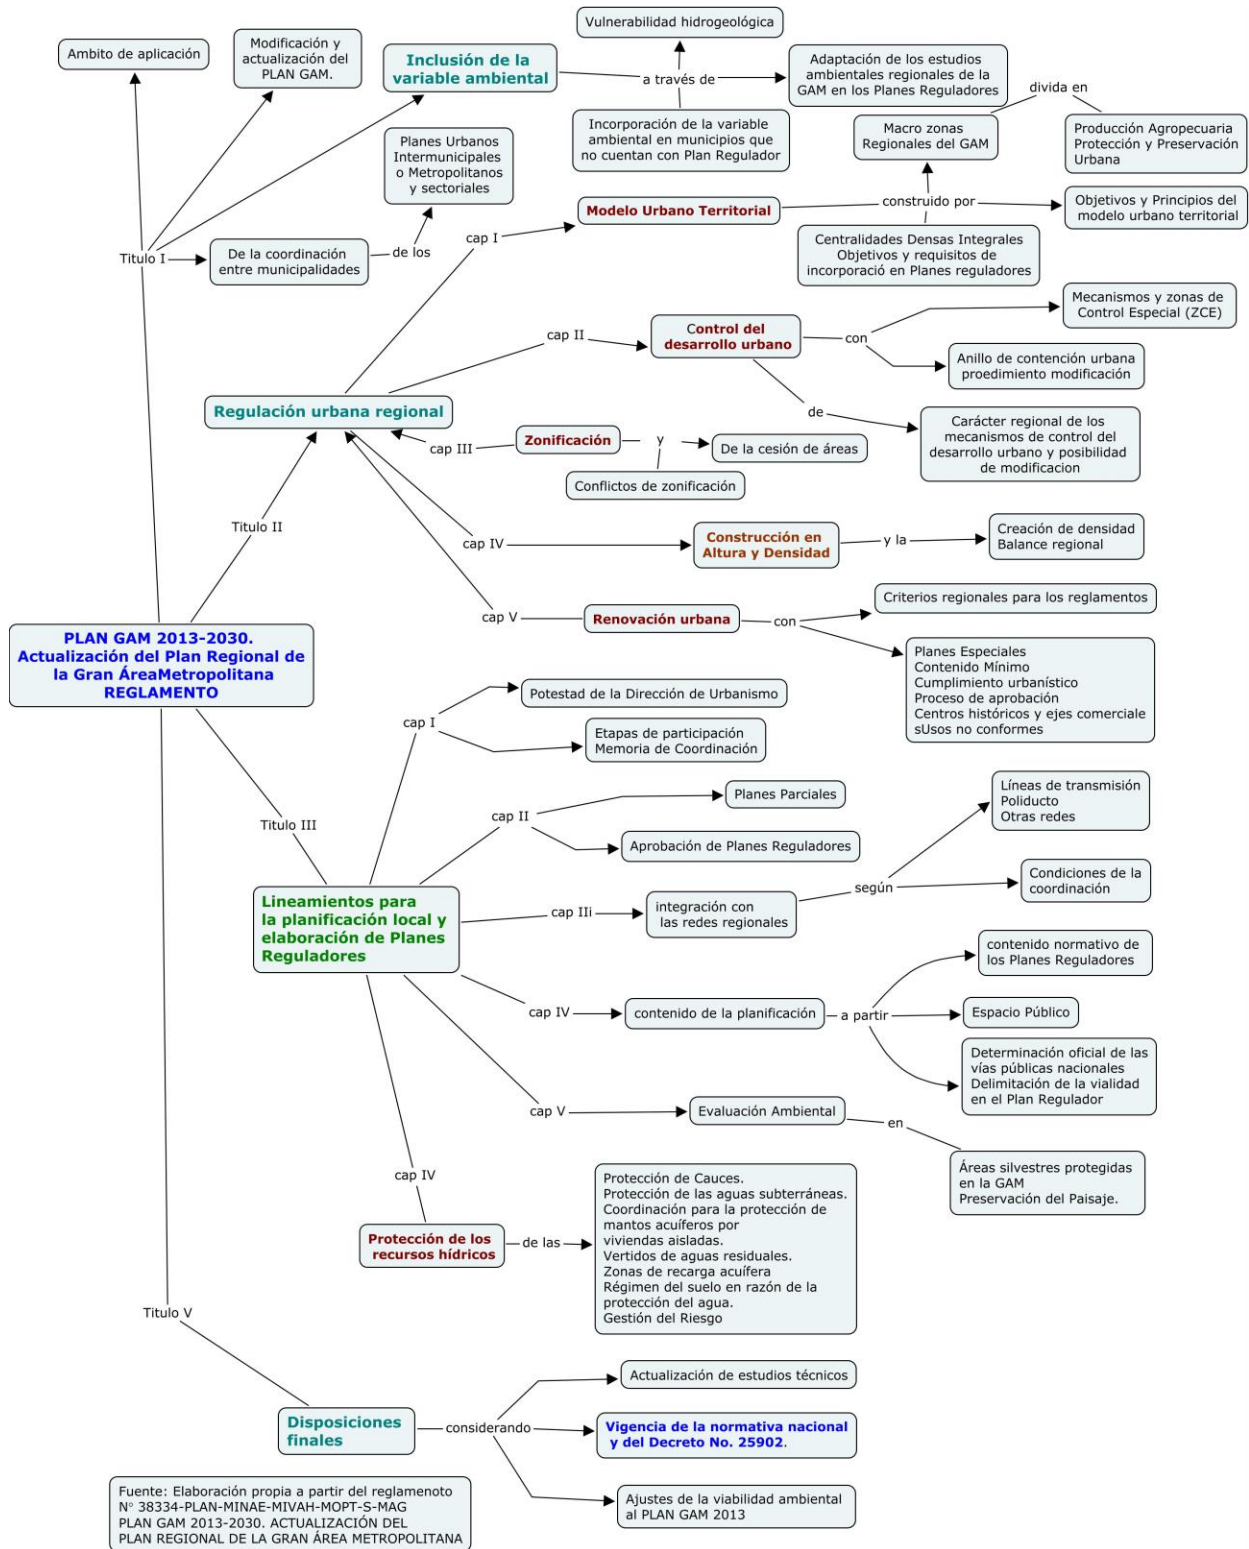 Vulnerabilidad hidrogeológica
Ambito de aplicación
Modificación y
actualización del
PLAN GAM.
Inclusión de la
variable ambiental
a través de
Adaptación de los estudios
ambientales regionales de la
GAM en los Planes Reguladores
divida en
Incorporación de la variable
ambiental en municipios que
no cuentan con Plan Regulador
Macro zonas
Regionales del GAM
Producción Agropecuaria
Protección y Preservación
Urbana
Planes Urbanos
Intermunicipales
o Metropolitanos
y sectoriales
Titulo I
De la coordinación
entre municipalidades
de los
cap I
Modelo Urbano Territorial
construido por
Objetivos y Principios del
modelo urbano territorial
Centralidades Densas Integrales
Objetivos y requisitos de
incorporació en Planes reguladores
cap II
Control del
desarrollo urbano
con
Mecanismos y zonas de
Control Especial (ZCE)
Anillo de contención urbana
proedimiento modificación
de
Carácter regional de los
mecanismos de control del
desarrollo urbano y posibilidad
de modificacion
Regulación urbana regional
cap III
Zonificación
y
De la cesión de áreas
Conflictos de zonificación
Titulo II
cap IV
Construcción en
Altura y Densidad
y la
Creación de densidad
Balance regional
cap V
Renovación urbana
con
Criterios regionales para los reglamentos
Planes Especiales
Contenido Mínimo
Cumplimiento urbanístico
Proceso de aprobación
Centros históricos y ejes comerciale
sUsos no conformes
PLAN GAM 2013-2030.
Actualización del Plan Regional de
la Gran ÁreaMetropolitana
REGLAMENTO
cap I
Potestad de la Dirección de Urbanismo
Etapas de participación
Memoria de Coordinación
Titulo III
cap II
Planes Parciales
Aprobación de Planes Reguladores
Lineamientos para
la planificación local y
elaboración de Planes
Reguladores
cap IIi
integración con
las redes regionales
según
Líneas de transmisión
Poliducto
Otras redes
Condiciones de la
coordinación
cap IV
contenido de la planificación
a partir
contenido normativo de
los Planes Reguladores
Espacio Público
Determinación oficial de las
vías públicas nacionales
Delimitación de la vialidad
en el Plan Regulador
cap V
Evaluación Ambiental
en
Áreas silvestres protegidas
en la GAM
Preservación del Paisaje.
cap IV
Protección de los
recursos hídricos
de las
Protección de Cauces.
Protección de las aguas subterráneas.
Coordinación para la protección de
mantos acuíferos por
viviendas aisladas.
Vertidos de aguas residuales.
Zonas de recarga acuífera
Régimen del suelo en razón de la
protección del agua.
Gestión del Riesgo
Titulo V
Disposiciones
finales
considerando
Actualización de estudios técnicos
Vigencia de la normativa nacional
y del Decreto No. 25902.
Ajustes de la viabilidad ambiental
al PLAN GAM 2013
Fuente: Elaboración propia a partir del reglamenoto
N° 38334-PLAN-MINAE-MIVAH-MOPT-S-MAG
PLAN GAM 2013-2030. ACTUALIZACIÓN DEL
PLAN REGIONAL DE LA GRAN ÁREA METROPOLITANA